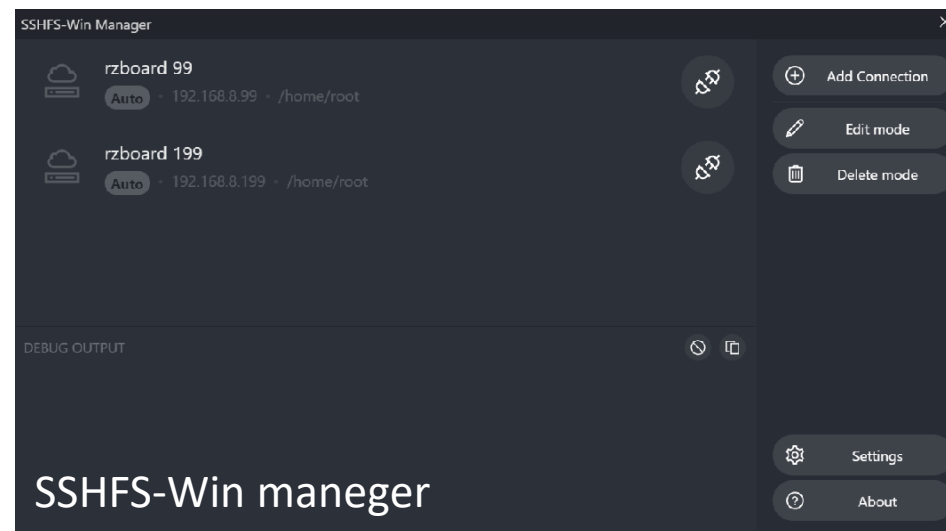 SSHFS-Win Manager
rzboard 99
Auto • 192.168.8.99 • /home/root
rzboard 199
Auto • 192.168.8.199 • /home/root
Add Connection
Edit mode
Delete mode
DEBUG OUTPUT
Settings
About
SSHFS-Win maneger